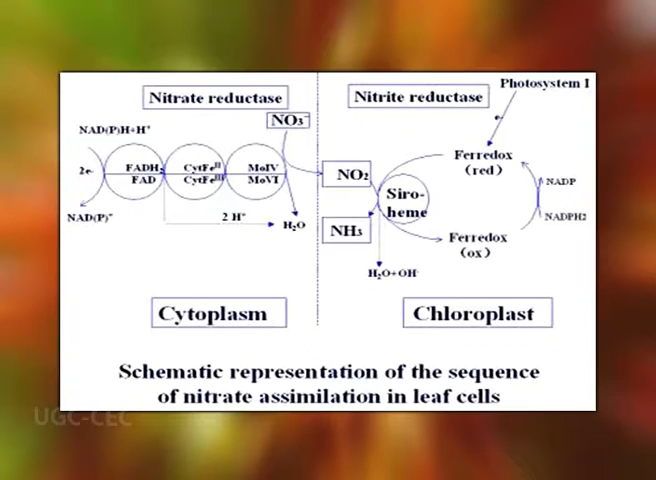 Photosystem I
Nitrate reductase
Nitrite reductase
e-
NO₃⁻
NAD(P)H+H⁺
Ferredox
(red)
2e-
FADH₂
FAD
CytFeII
CytFeIII
MoIV
MoVI
NO₂
NADP
Siro-
heme
NADPH2
NAD(P)⁺
2 H⁺
H₂O
NH₃
Ferredox
(ox)
H₂O+OH⁻
Cytoplasm
Chloroplast
Schematic representation of the sequence
of nitrate assimilation in leaf cells
UGC-CEC